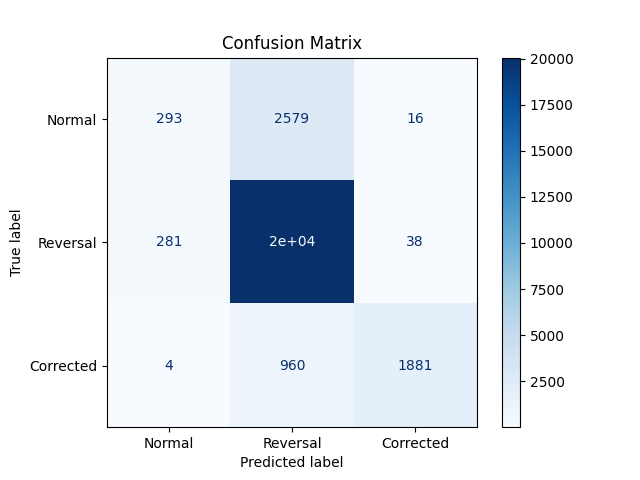 Confusion Matrix
Normal 293 2579 16
Reversal 281 2e+04 38
Corrected 4 960 1881
Normal Reversal Corrected
Predicted label
True label
20000
17500
15000
12500
10000
7500
5000
2500